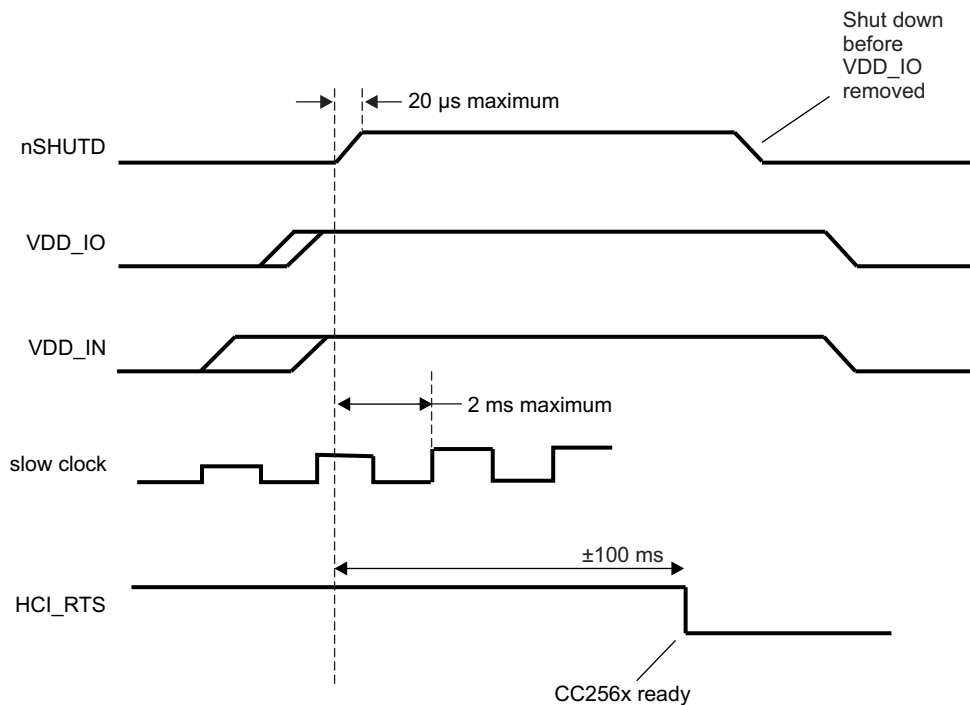 Shut down
before
VDD_IO
removed
20 µs maximum
nSHUTD
VDD_IO
VDD_IN
2 ms maximum
slow clock
±100 ms
HCI_RTS
CC256x ready